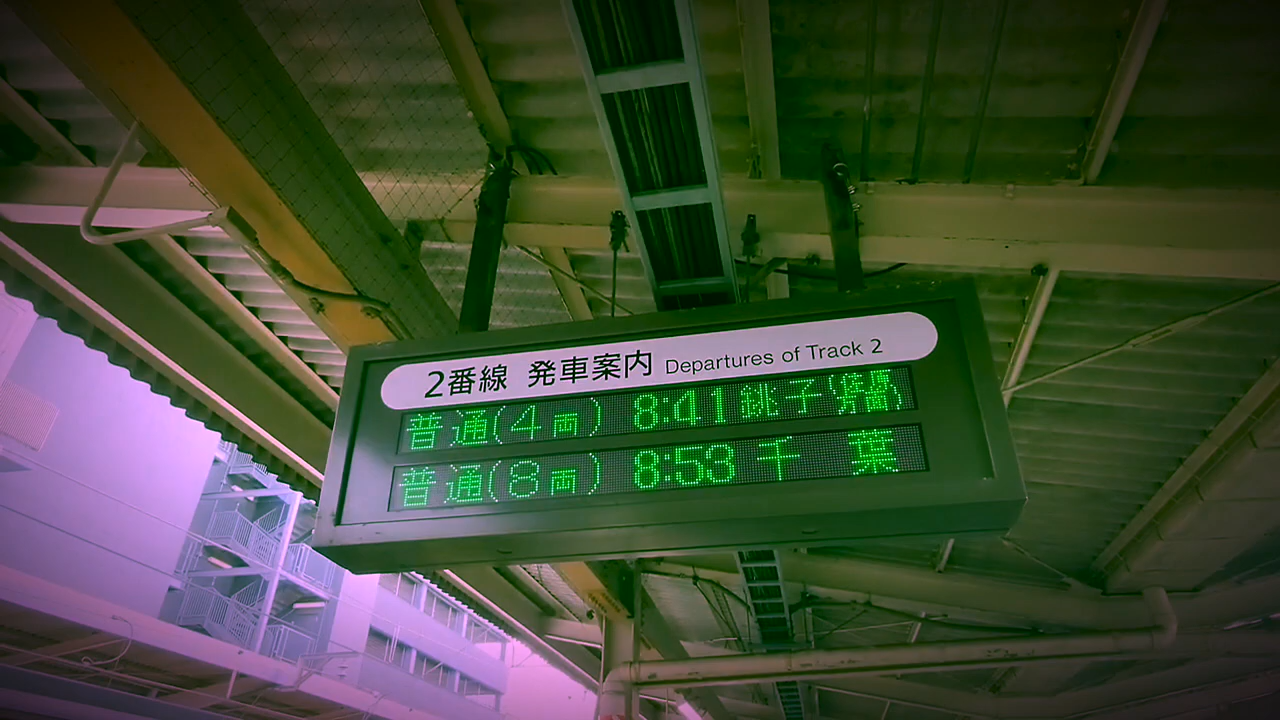 2番線 発車案内 Departures of Track 2
普通(4両) 8:41 銚子
普通(8両) 8:53 千 葉